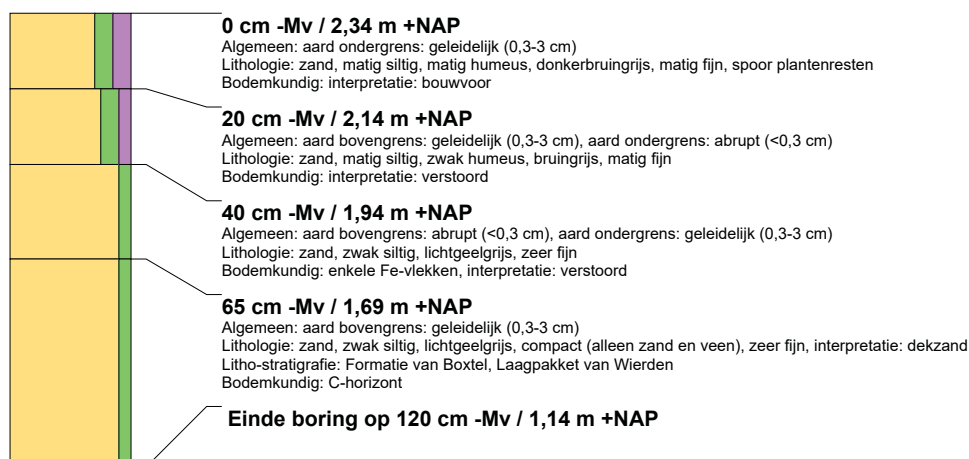 0 cm -Mv / 2,34 m +NAP
Algemeen: aard ondergrens: geleidelijk (0,3-3 cm)
Lithologie: zand, matig siltig, matig humeus, donkerbruingrijs, matig fijn, spoor plantenresten
Bodemkundig: interpretatie: bouwvoor
20 cm -Mv / 2,14 m +NAP
Algemeen: aard bovengrens: geleidelijk (0,3-3 cm), aard ondergrens: abrupt (<0,3 cm)
Lithologie: zand, matig siltig, zwak humeus, bruingrijs, matig fijn
Bodemkundig: interpretatie: verstoord
40 cm -Mv / 1,94 m +NAP
Algemeen: aard bovengrens: abrupt (<0,3 cm), aard ondergrens: geleidelijk (0,3-3 cm)
Lithologie: zand, zwak siltig, lichtgeelgrijs, zeer fijn
Bodemkundig: enkele Fe-vlekken, interpretatie: verstoord
65 cm -Mv / 1,69 m +NAP
Algemeen: aard bovengrens: geleidelijk (0,3-3 cm)
Lithologie: zand, zwak siltig, lichtgeelgrijs, compact (alleen zand en veen), zeer fijn, interpretatie: dekzand
Litho-stratigrafie: Formatie van Boxtel, Laagpakket van Wierden
Bodemkundig: C-horizont
Einde boring op 120 cm -Mv / 1,14 m +NAP